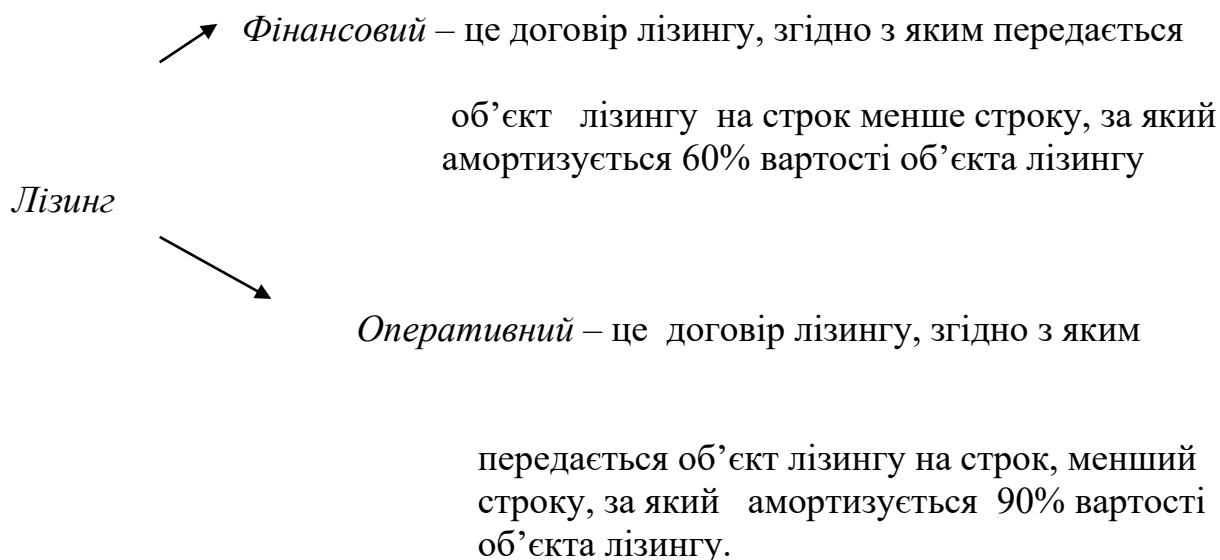 Фінансовий – це договір лізингу, згідно з яким передається
об’єкт лізингу на строк менше строку, за який
амортизується 60% вартості об’єкта лізингу
Лізинг
Оперативний – це договір лізингу, згідно з яким
передається об’єкт лізингу на строк, менший
строку, за який амортизується 90% вартості
об’єкта лізингу.